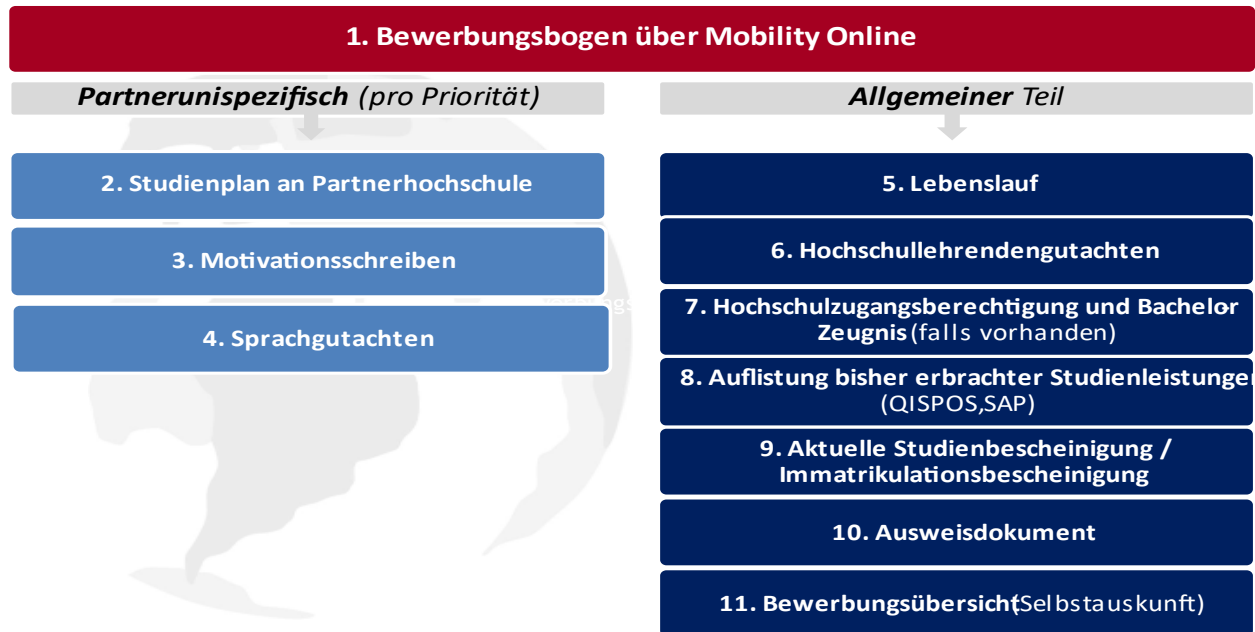 1. Bewerbungsbogen über Mobility Online
Partnerunispezifisch (pro Priorität)
2. Studienplan an Partnerhochschule
3. Motivationsschreiben
4. Sprachgutachten
Allgemeiner Teil
5. Lebenslauf
6. Hochschullehrendengutachten
7. Hochschulzugangsberechtigung und Bachelor-
Zeugnis (falls vorhanden)
8. Auflistung bisher erbrachter Studienleistungen
(QISPOS,SAP)
9. Aktuelle Studienbescheinigung /
Immatrikulationsbescheinigung
10. Ausweisdokument
11. Bewerbungsübersicht (Selbstauskunft)